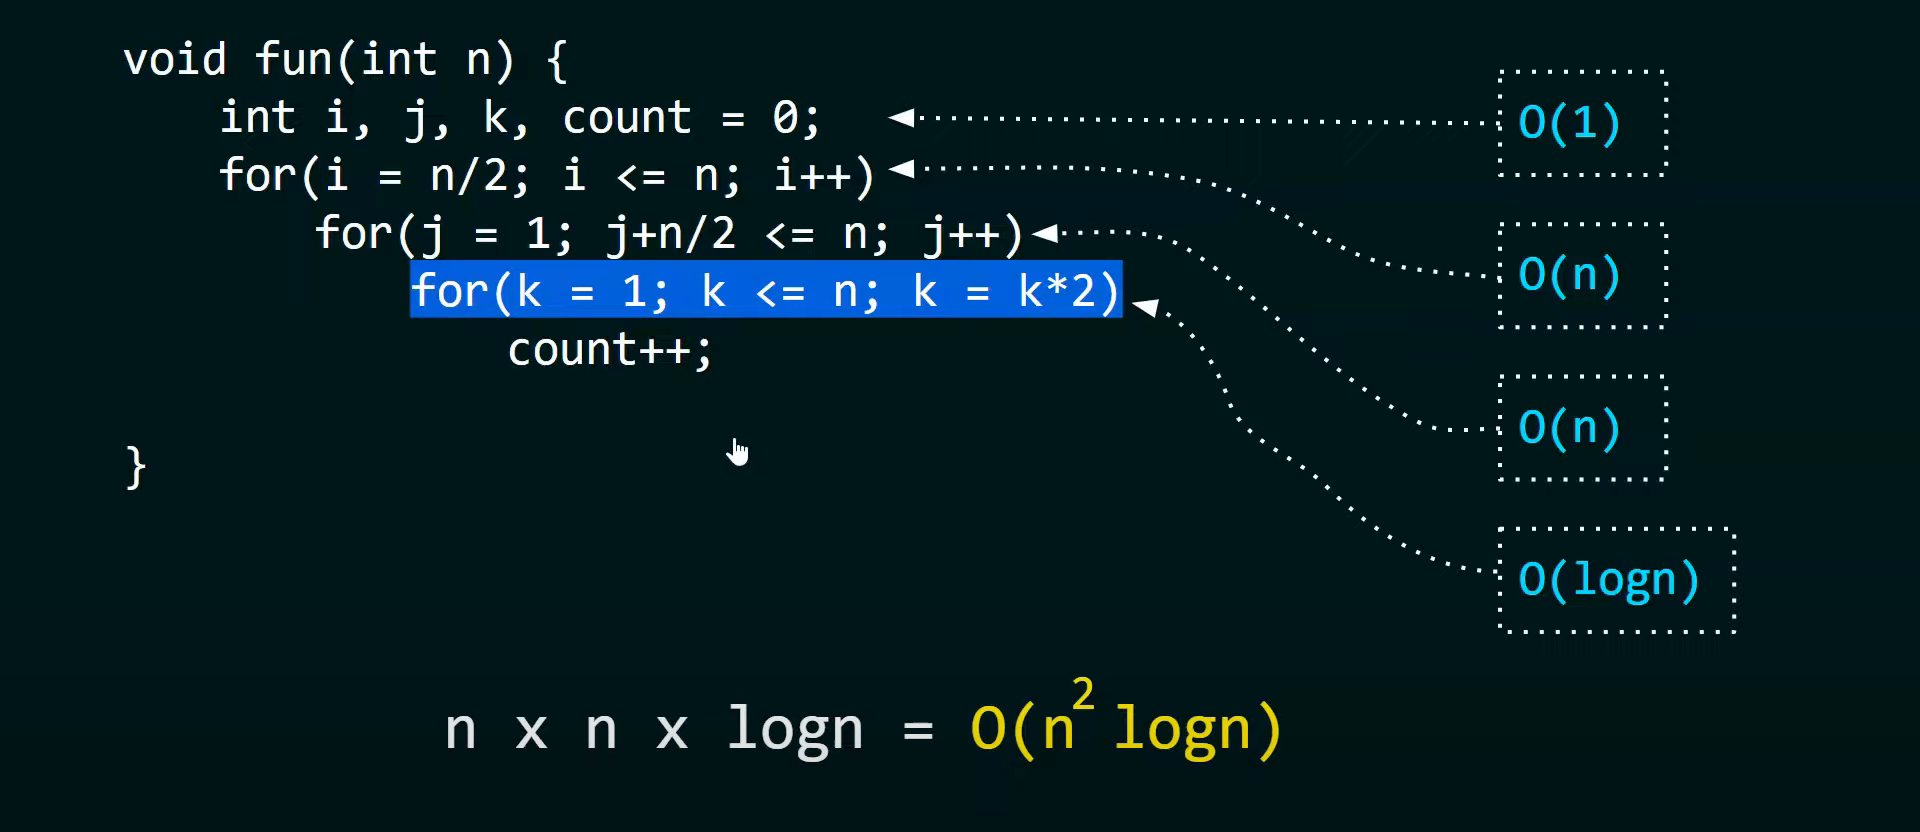 void fun(int n) {
int i, j, k, count = 0;
for(i = n/2; i <= n; i++)
for(j = 1; j+n/2 <= n; j++)
for(k = 1; k <= n; k = k*2)
count++;
}
O(1)
O(n)
O(n)
O(logn)
n x n x logn = O(n² logn)